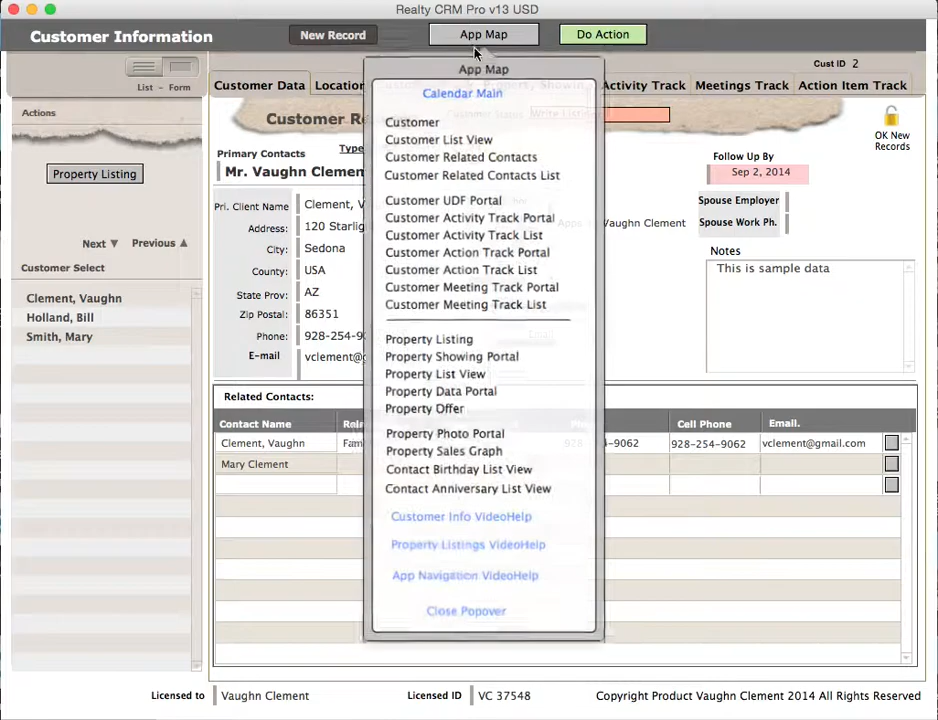 Realty CRM Pro v13 USD
Customer Information
New Record
App Map
Do Action
Cust ID 2
List - Form
Customer Data
Location
Activity Track
Meetings Track
Action Item Track
Actions
Property Listing
Next ▼ Previous ▲
Customer Select
Clement, Vaughn
Holland, Bill
Smith, Mary
Customer
Customer Status
OK New
Records
Primary Contacts
Type
Mr. Vaughn Clemen
Follow Up By
Sep 2, 2014
Pri. Client Name
Clement, V
Address:
120 Starlig
City:
Sedona
County:
USA
State Prov:
AZ
Zip Postal:
86351
Phone:
928-254-9
E-mail
vclement@g
Spouse Employer
Spouse Work Ph.
Vaughn Clement
Notes
This is sample data
App Map
Calendar Main
Customer
Customer List View
Customer Related Contacts
Customer Related Contacts List
Customer UDF Portal
Customer Activity Track Portal
Customer Activity Track List
Customer Action Track Portal
Customer Action Track List
Customer Meeting Track Portal
Customer Meeting Track List
Property Listing
Property Showing Portal
Property List View
Property Data Portal
Property Offer
Property Photo Portal
Property Sales Graph
Contact Birthday List View
Contact Anniversary List View
Customer Info VideoHelp
Property Listings VideoHelp
App Navigation VideoHelp
Close Popover
Related Contacts:
Contact Name
Cell Phone
Email.
Clement, Vaughn
Fam
4-9062
928-254-9062
vclement@gmail.com
Mary Clement
Licensed to
Vaughn Clement
Licensed ID
VC 37548
Copyright Product Vaughn Clement 2014 All Rights Reserved